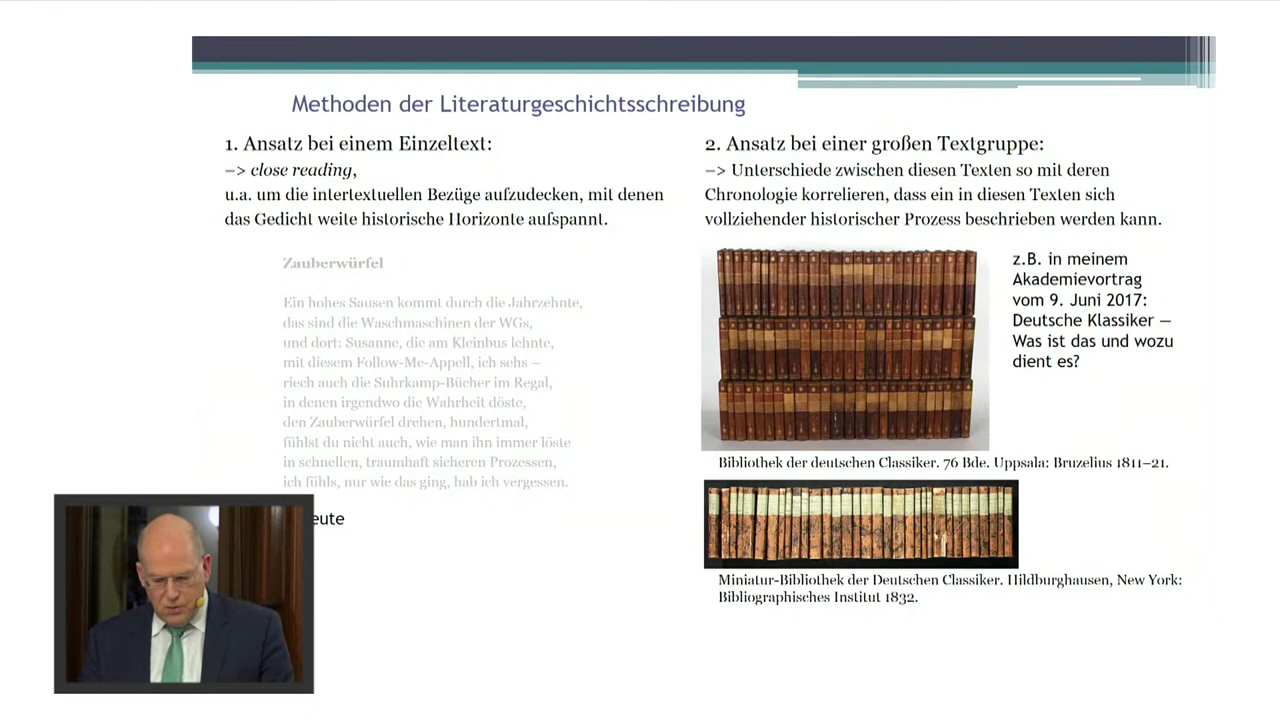 Methoden der Literaturgeschichtsschreibung
1. Ansatz bei einem Einzeltext:
–> close reading,
u.a. um die intertextuellen Bezüge aufzudecken, mit denen
das Gedicht weite historische Horizonte aufspannt.
Zauberwürfel
Ein hohes Sausen kommt durch die Jahrzehnte,
das sind die Waschmaschinen der WGs,
und dort: Susanne, die am Kleinbus lehnte,
mit diesem Follow-Me-Appell, ich sehs –
riech auch die Suhrkamp-Bücher im Regal,
in denen irgendwo die Wahrheit döste,
den Zauberwürfel drehen, hundertmal,
fühlst du nicht auch, wie man ihn immer löste
in schnellen, traumhaft sicheren Prozessen,
ich fühls, nur wie das ging, hab ich vergessen.
eute
2. Ansatz bei einer großen Textgruppe:
–> Unterschiede zwischen diesen Texten so mit deren
Chronologie korrelieren, dass ein in diesen Texten sich
vollziehender historischer Prozess beschrieben werden kann.
z.B. in meinem
Akademievortrag
vom 9. Juni 2017:
Deutsche Klassiker –
Was ist das und wozu
dient es?
Bibliothek der deutschen Classiker. 76 Bde. Uppsala: Bruzelius 1811–21.
Miniatur-Bibliothek der Deutschen Classiker. Hildburghausen, New York:
Bibliographisches Institut 1832.